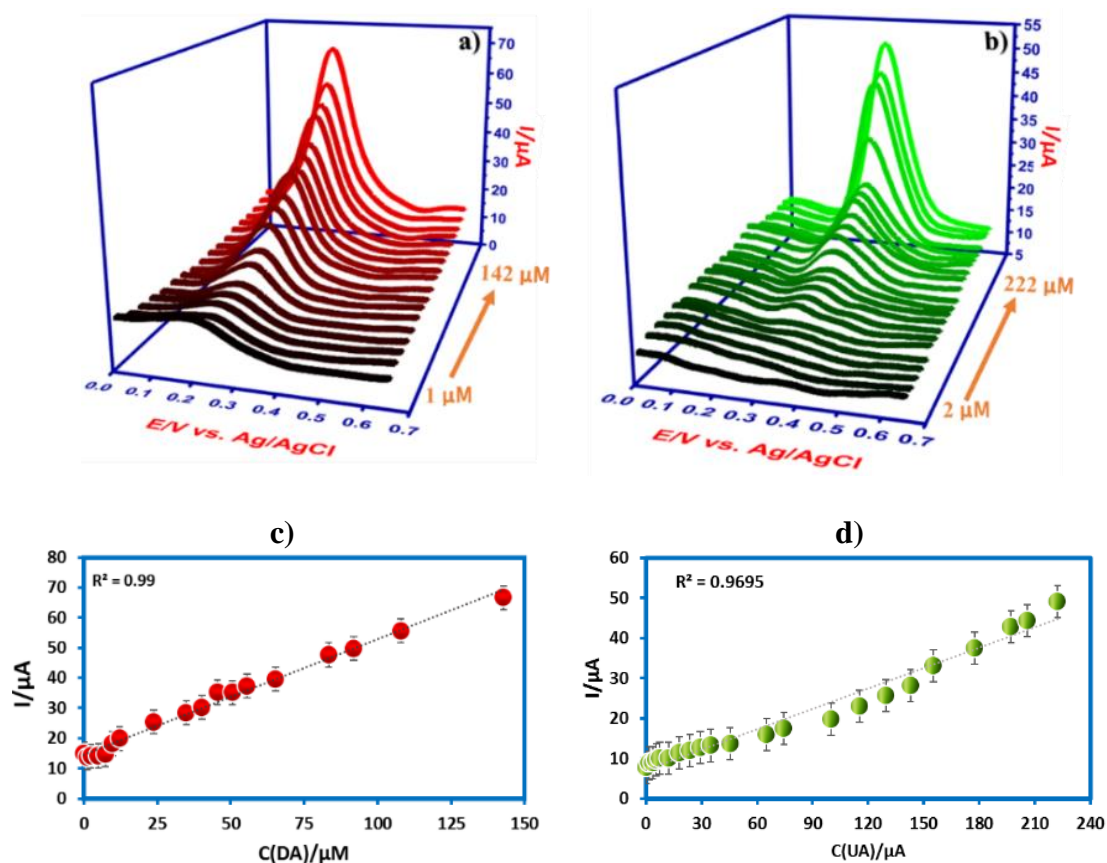 a)
70
60
50
40
30
20
10
0
I/µA
142 µM
1 µM
0.0 0.1 0.2 0.3 0.4 0.5 0.6 0.7
E/V vs. Ag/AgCl
b)
55
50
45
40
35
30
25
20
15
10
5
I/µA
222 µM
2 µM
0.0 0.1 0.2 0.3 0.4 0.5 0.6 0.7
E/V vs. Ag/AgCl
c)
R² = 0.99
80
70
60
50
40
30
20
10
0
I/µA
0 25 50 75 100 125 150
C(DA)/µM
d)
R² = 0.9695
60
50
40
30
20
10
0
I/µA
0 30 60 90 120 150 180 210 240
C(UA)/µA